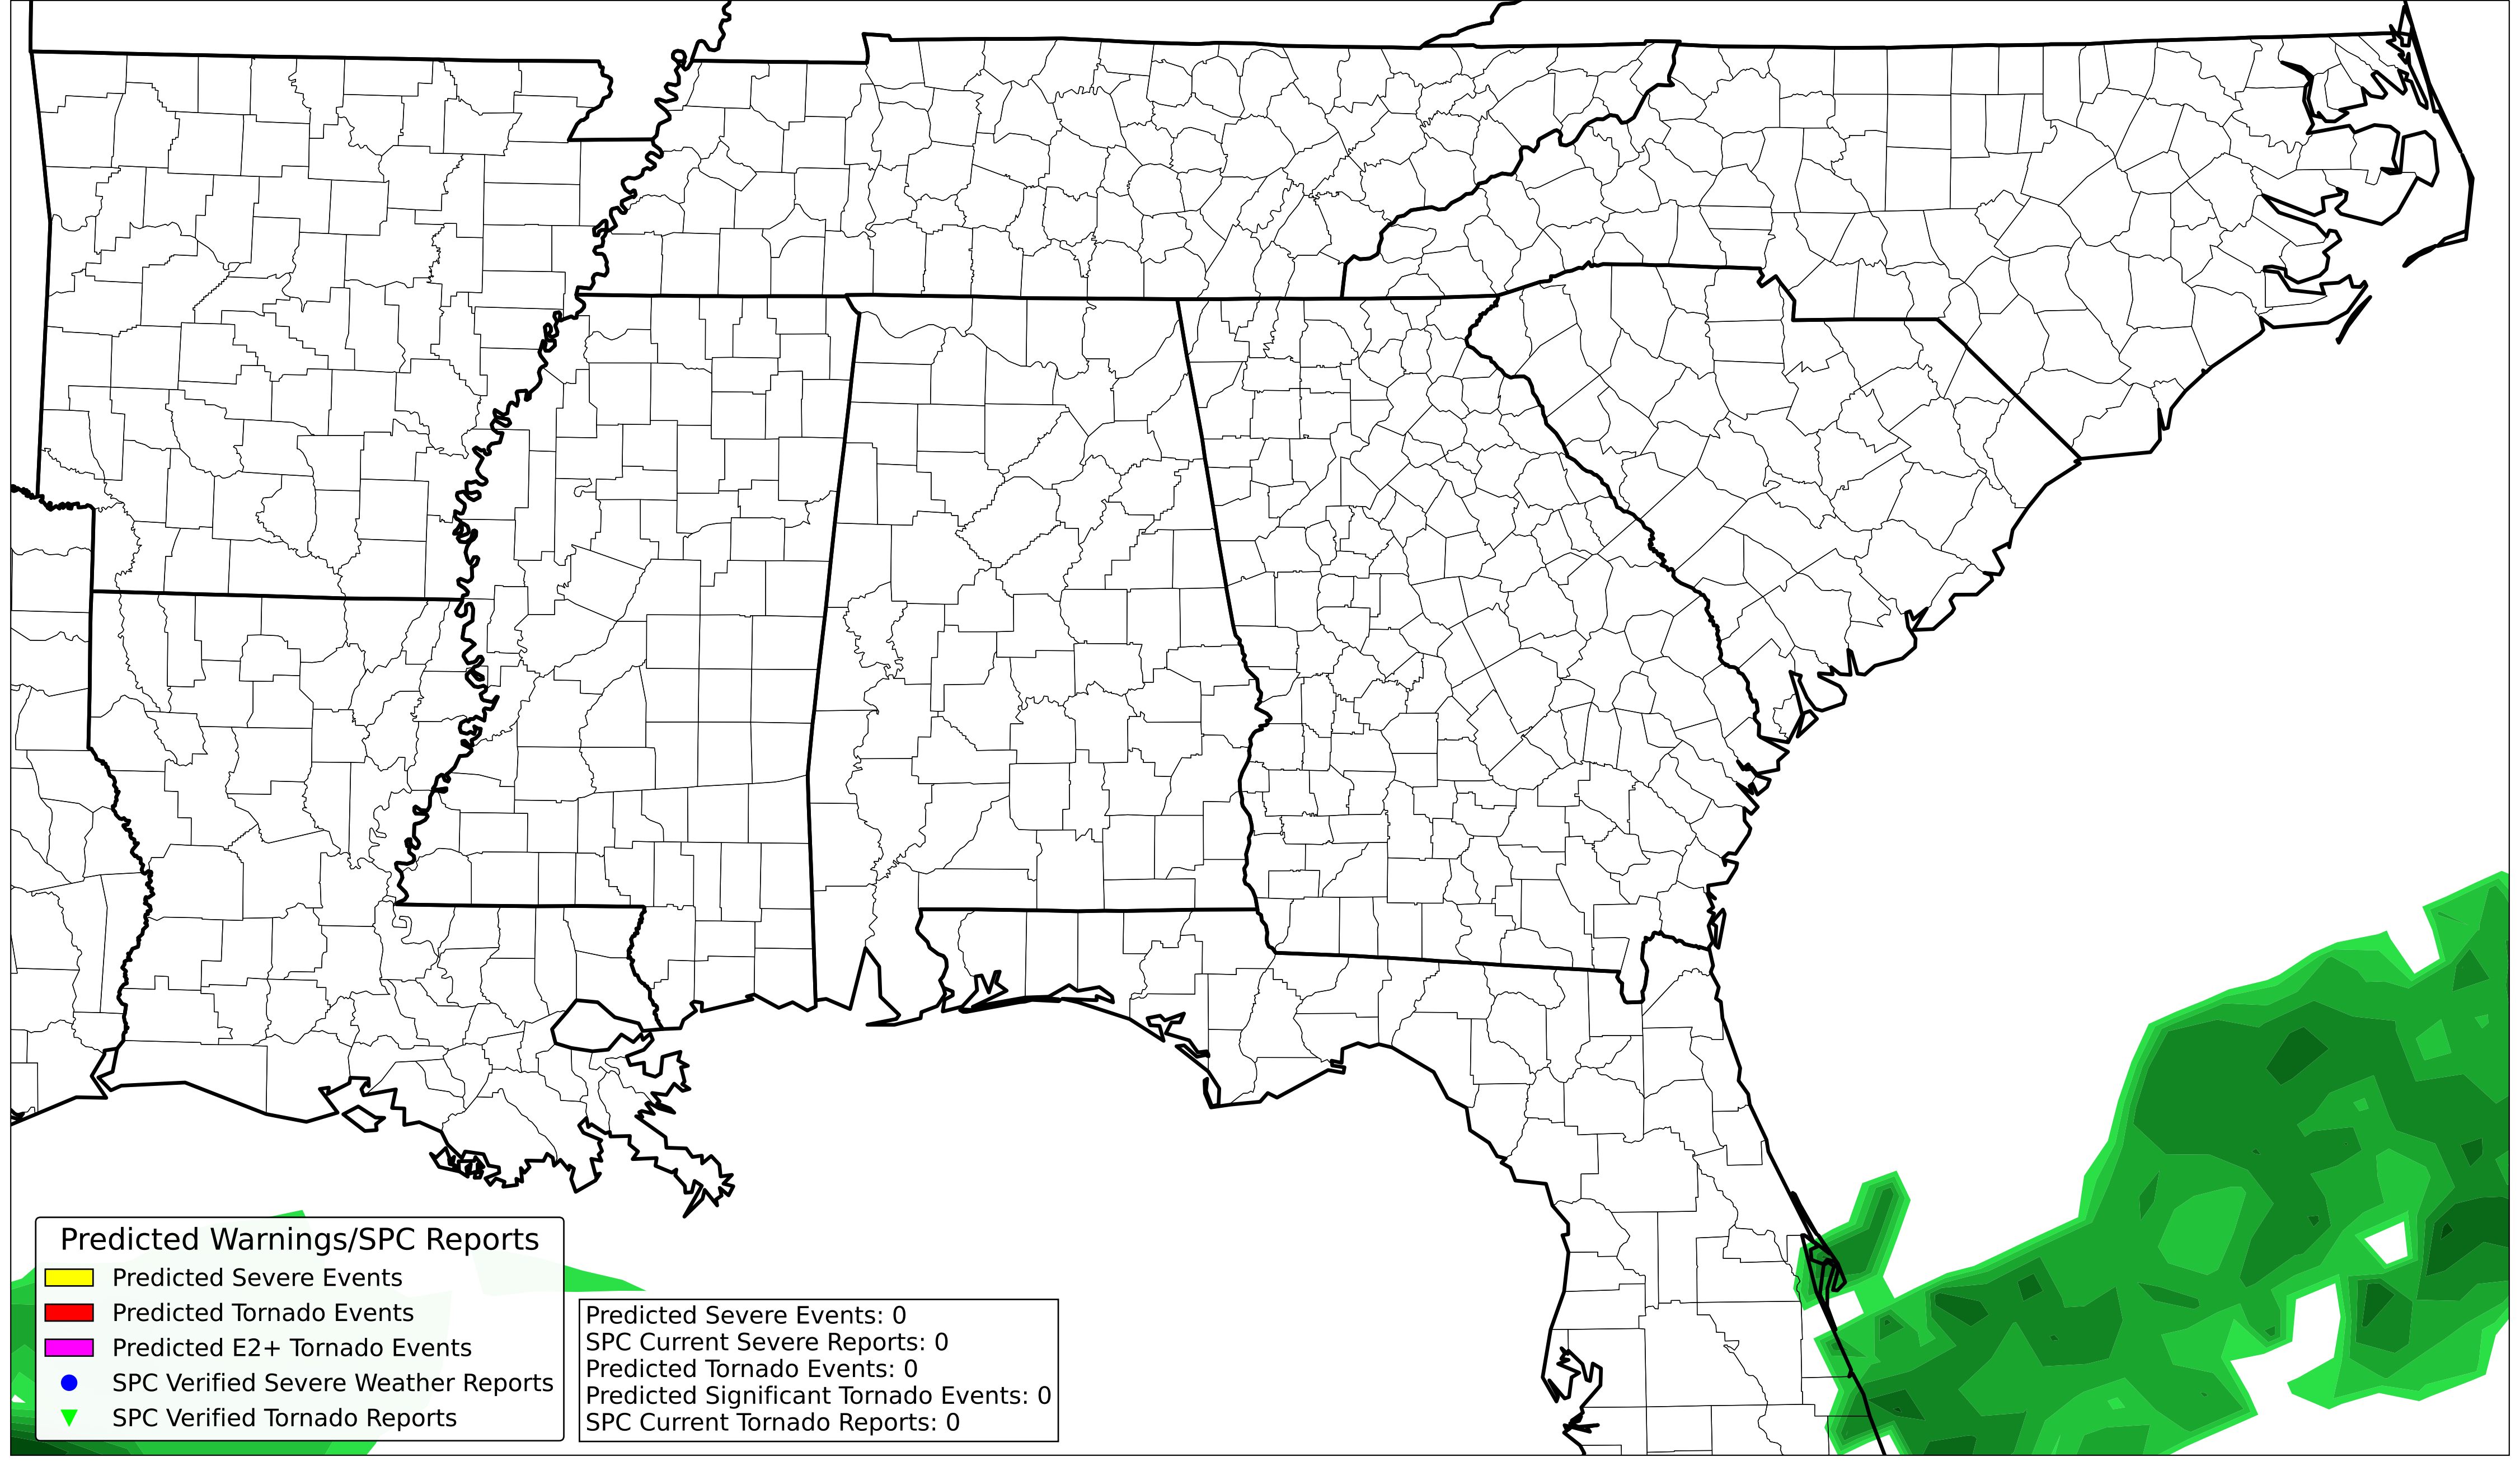 Predicted Warnings/SPC Reports
Predicted Severe Events
Predicted Tornado Events
Predicted E2+ Tornado Events
SPC Verified Severe Weather Reports
SPC Verified Tornado Reports
Predicted Severe Events: 0
SPC Current Severe Reports: 0
Predicted Tornado Events: 0
Predicted Significant Tornado Events: 0
SPC Current Tornado Reports: 0